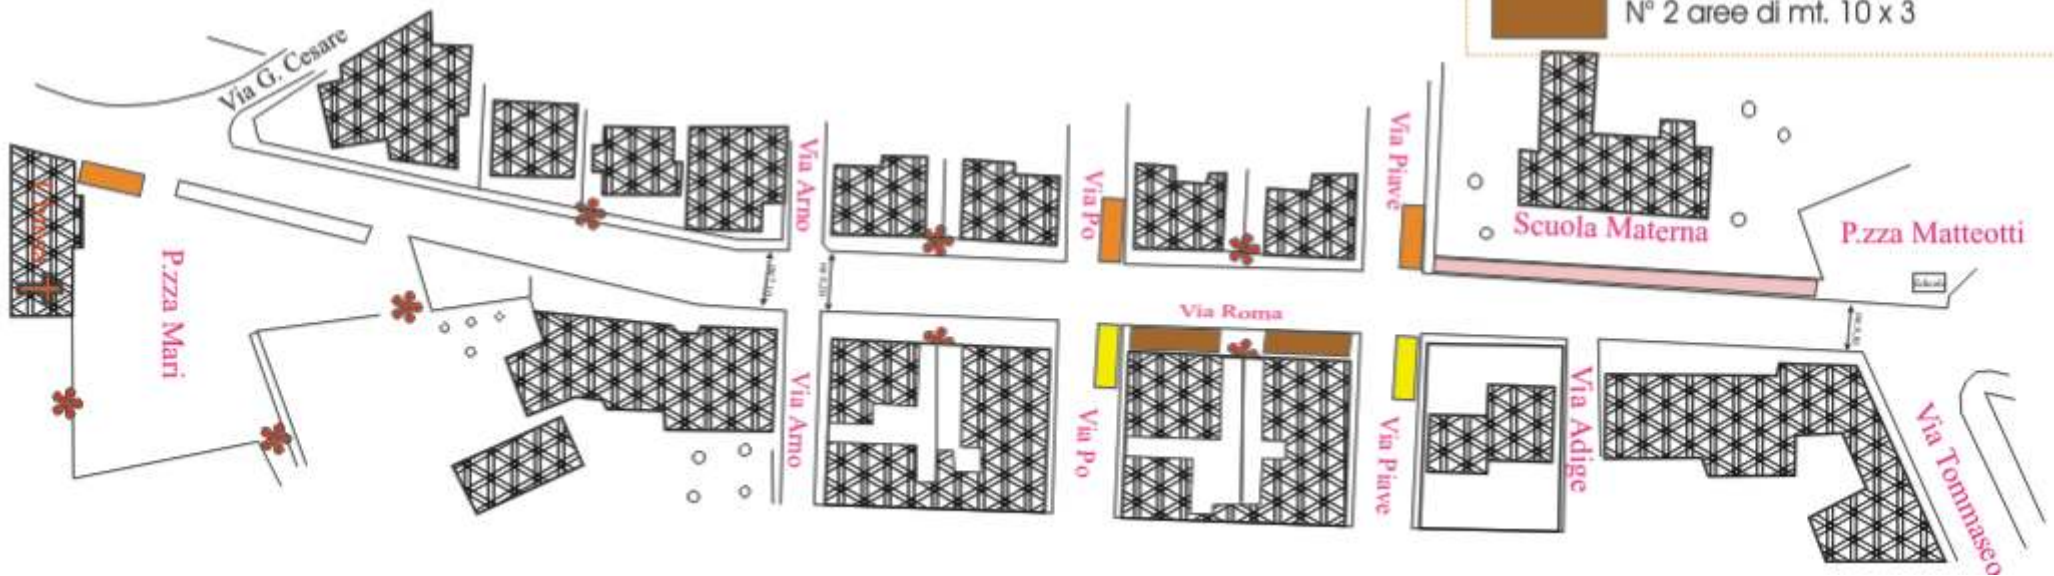 N° 2 aree di mt. 10 x 3
Via G. Cesare
P.zza Mari
Via Arno
Via Po
Via Piave
Scuola Materna
P.zza Matteotti
Via Roma
Via Arno
Via Po
Via Piave
Via Adige
Via Tommaseo